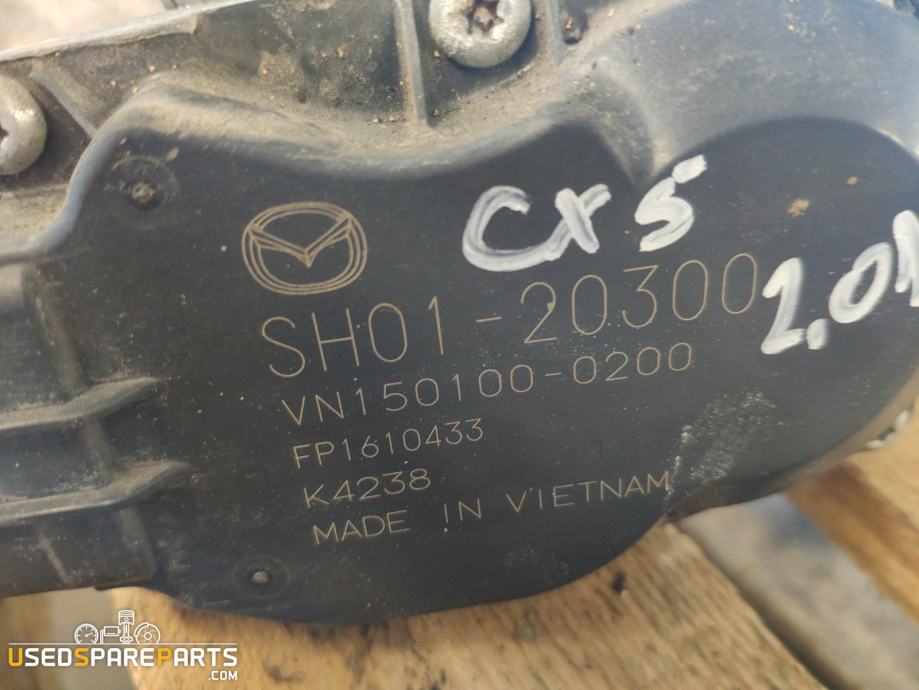 CX5
SH01-20300
2,0
VN150100-0200
FP1610433
K4238
MADE IN VIETNAM
USEDSPAREPARTS
.COM